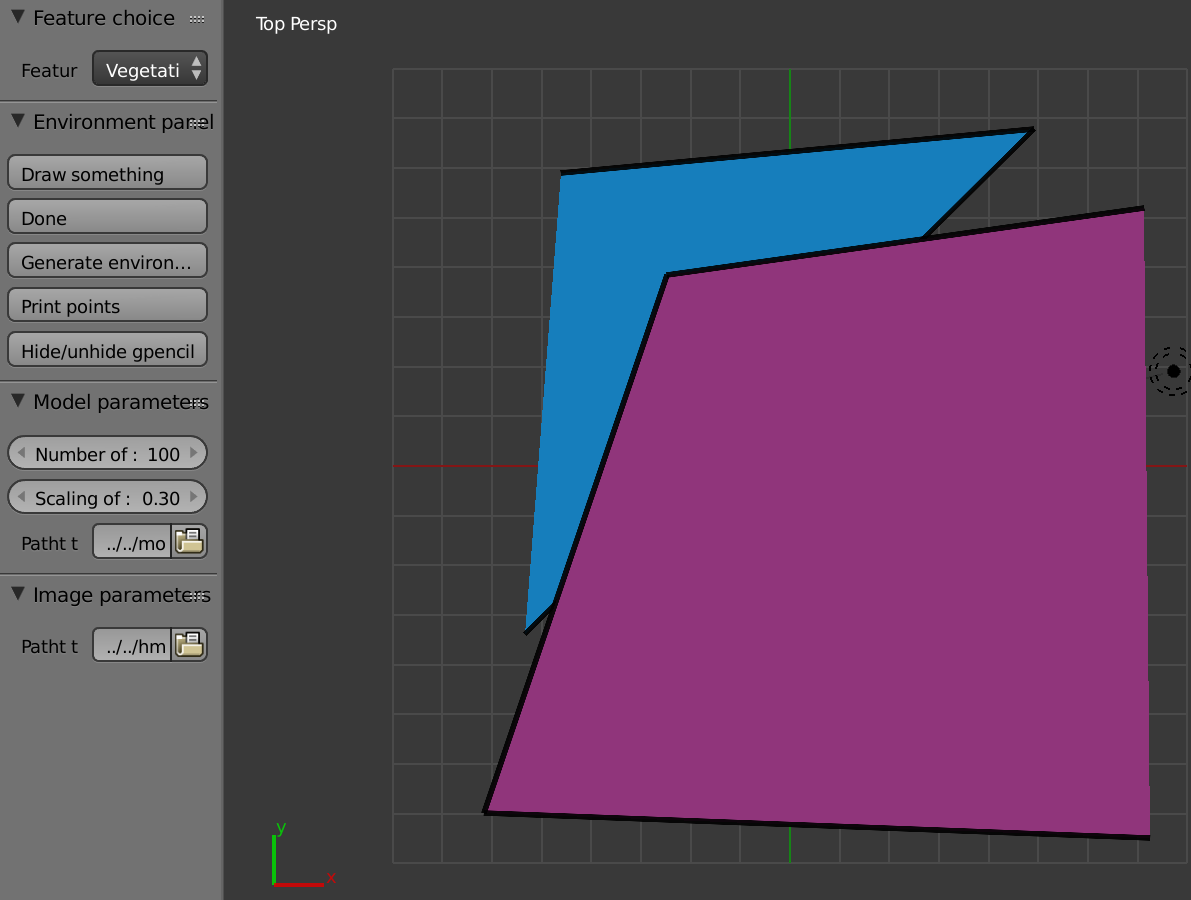 Feature choice
Featur Vegetati
Environment panel
Draw something
Done
Generate environ...
Print points
Hide/unhide gpencil
Model parameters
Number of : 100
Scaling of : 0.30
Patht t ../../mo
Image parameters
Patht t ../../hm
Top Persp
y
x